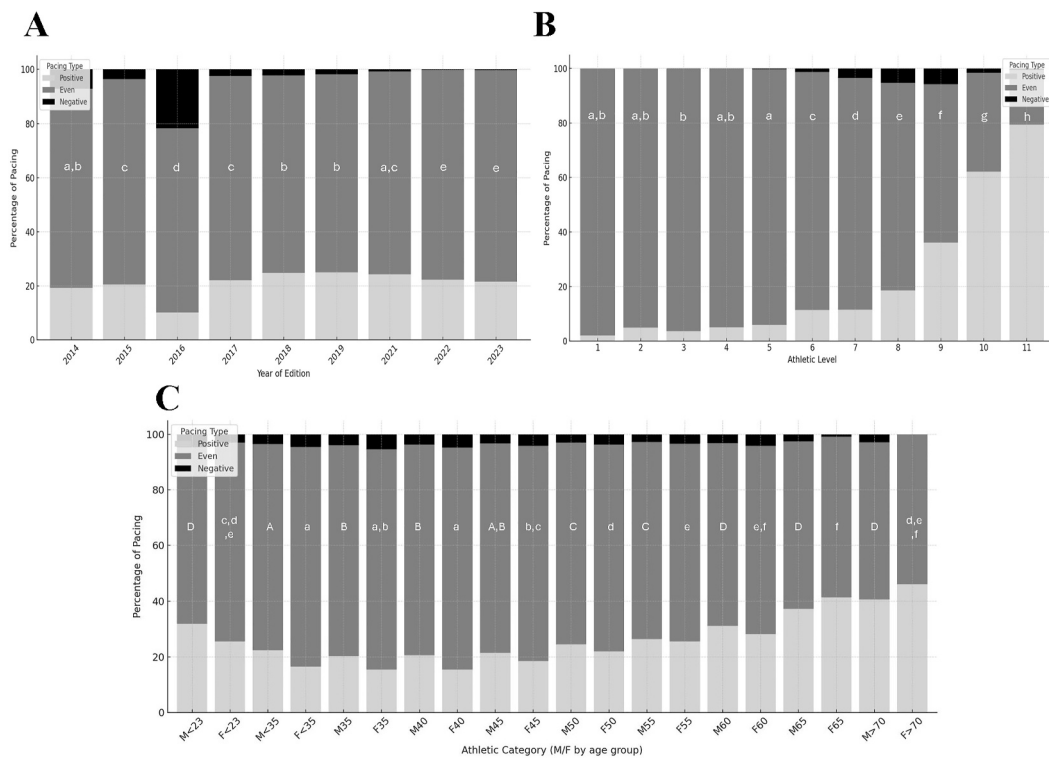 A
Pacing Type
Positive
Even
Negative
100
80
60
40
20
0
Percentage of Pacing
a,b
c
d
c
b
b
a,c
e
e
2014
2015
2016
2017
2018
2019
2021
2022
2023
Year of Edition
B
Pacing Type
Positive
Even
Negative
100
80
60
40
20
0
Percentage of Pacing
a,b
a,b
b
a,b
a
c
d
e
f
g
h
1
2
3
4
5
6
7
8
9
10
11
Athletic Level
C
Pacing Type
Positive
Even
Negative
100
80
60
40
20
0
Percentage of Pacing
D
c,d
,e
A
a
B
a,b
B
a
A,B
b,c
C
d
C
e
D
e,f
D
f
D
d,e
,f
M<23
F<23
M<35
F<35
M35
F35
M40
F40
M45
F45
M50
F50
M55
F55
M60
F60
M65
F65
M>70
F>70
Athletic Category (M/F by age group)